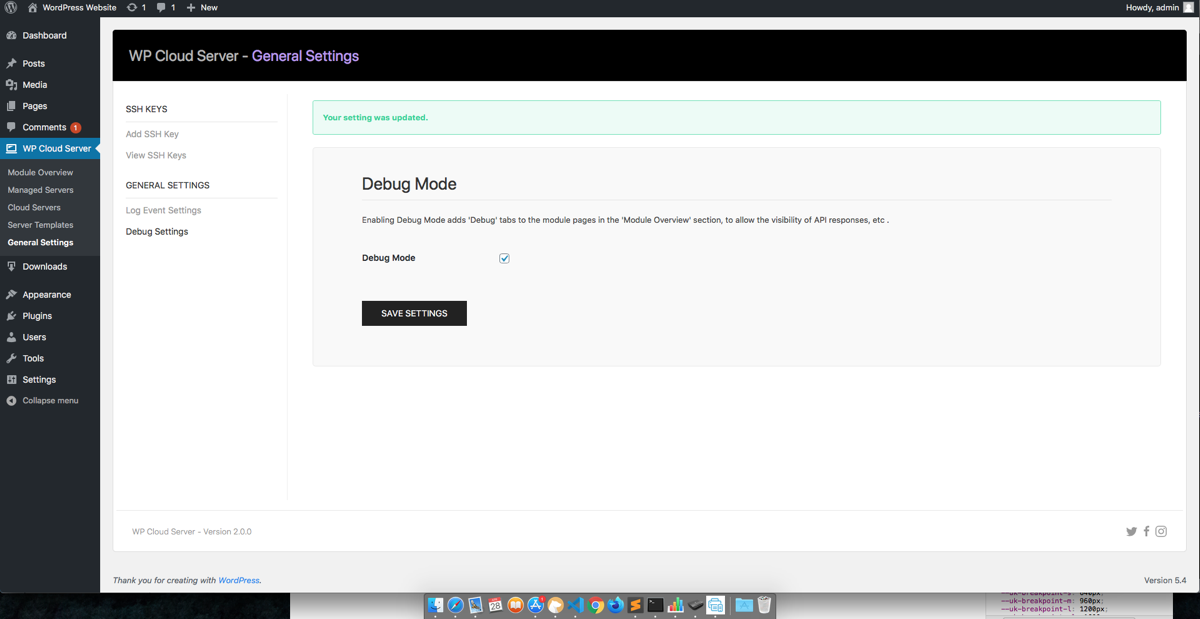 WordPress Website 1 1 New
Howdy, admin
Dashboard
Posts
Media
Pages
Comments 1
WP Cloud Server
Module Overview
Managed Servers
Cloud Servers
Server Templates
General Settings
Downloads
Appearance
Plugins
Users
Tools
Settings
Collapse menu
WP Cloud Server - General Settings
SSH KEYS
Add SSH Key
View SSH Keys
GENERAL SETTINGS
Log Event Settings
Debug Settings
Your setting was updated.
Debug Mode
Enabling Debug Mode adds 'Debug' tabs to the module pages in the 'Module Overview' section, to allow the visibility of API responses, etc .
Debug Mode
SAVE SETTINGS
WP Cloud Server - Version 2.0.0
Thank you for creating with WordPress.
Version 5.4
28
--uk-breakpoint-m: 960px;
--uk-breakpoint-l: 1200px;